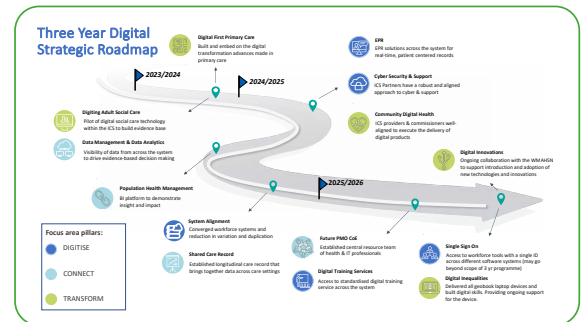 Three Year Digital
Strategic Roadmap
Digital First Primary Care
Built and embed on the digital
transformation advances made in
primary care
EPR
EPR solutions across the system for
real-time, patient centered records
2023/2024
2024/2025
Cyber Security & Support
ICS Partners have a robust and aligned
approach to cyber & support
Digiting Adult Social Care
Pilot of digital social care technology
within the ICS to build evidence base
Community Digital Health
ICS providers & commissioners well-
aligned to execute the delivery of
digital products
Data Management & Data Analytics
Visibility of data from across the system
to drive evidence-based decision making
Digital Innovations
Ongoing collaboration with the WMAHSN
to support introduction and adoption of
new technologies and innovations
Population Health Management
BI platform to demonstrate
insight and impact
2025/2026
System Alignment
Converged workforce systems and
reduction in variation and duplication
Shared Care Record
Established longitudinal care record that
brings together data across care settings
Future PMO CoE
Established central resource team
of health & IT professionals
Digital Training Services
Access to standardised digital training
service across the system
Single Sign On
Access to workforce tools with a single ID
across different software systems (may go
beyond scope of 3 yr programme)
Digital Inequalities
Delivered all geobook laptop devices and
built digital skills. Providing ongoing support
for the device.
Focus area pillars:
DIGITISE
CONNECT
TRANSFORM